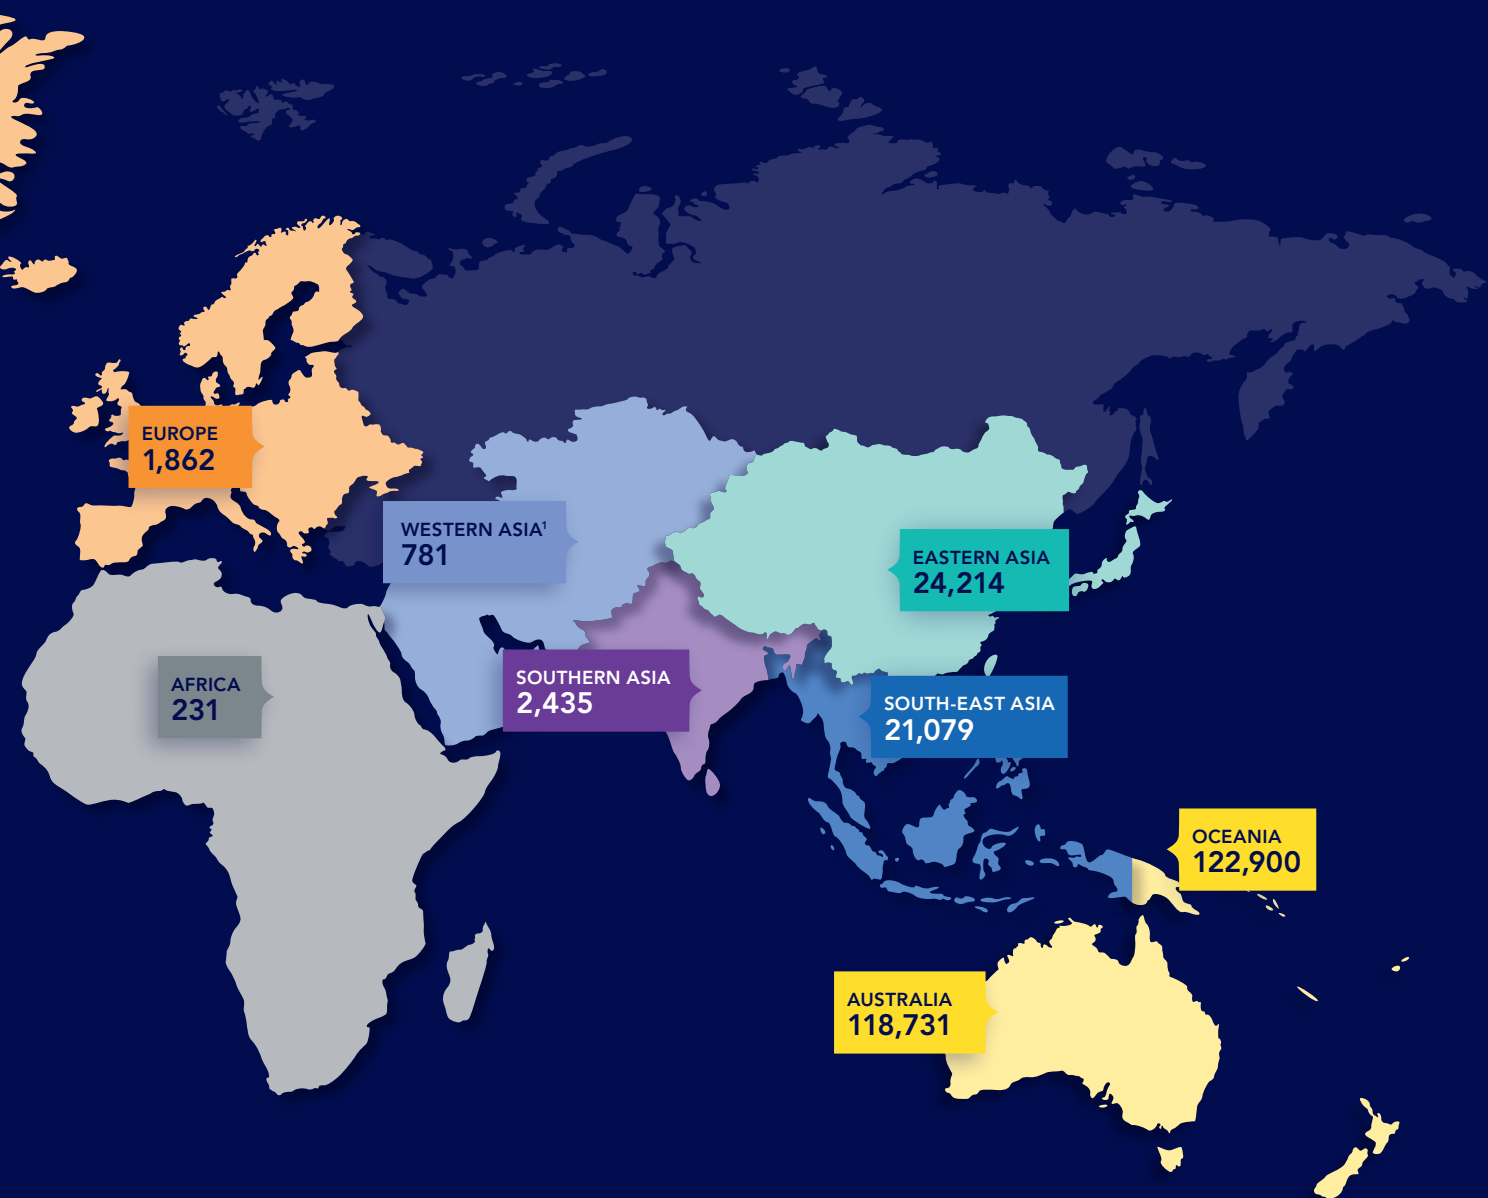 EUROPE
1,862
WESTERN ASIA¹
781
EASTERN ASIA
24,214
AFRICA
231
SOUTHERN ASIA
2,435
SOUTH-EAST ASIA
21,079
OCEANIA
122,900
AUSTRALIA
118,731